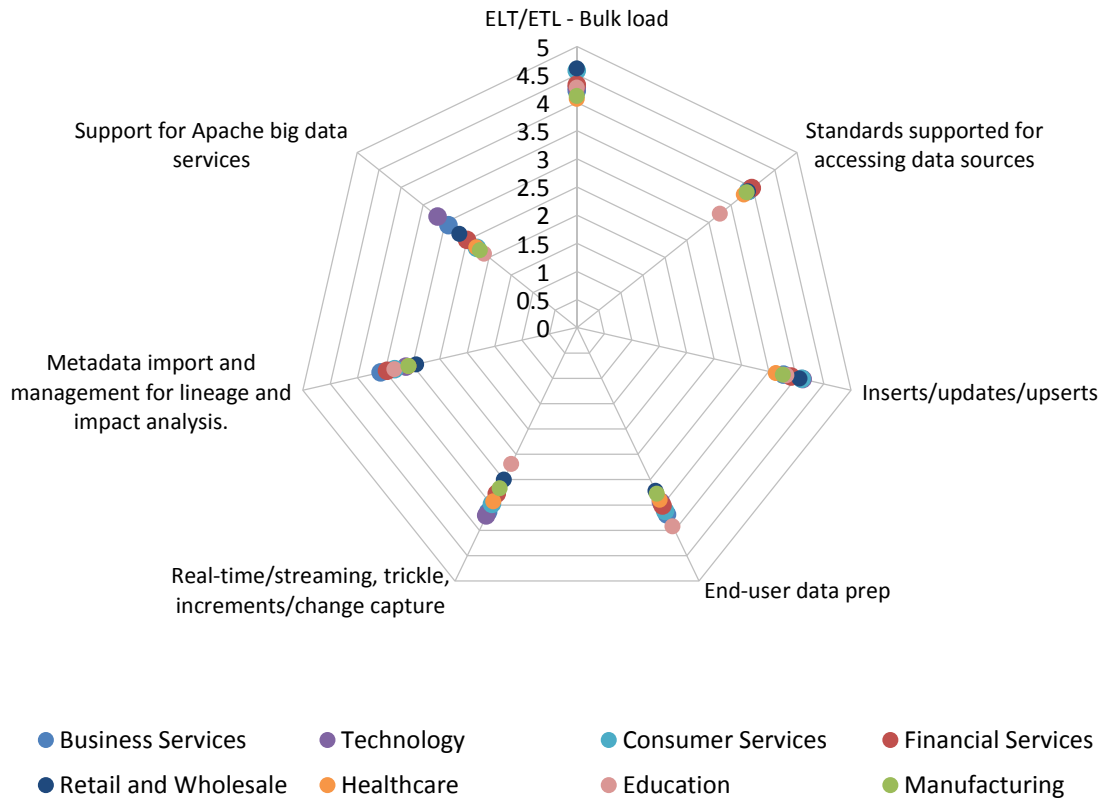 ELT/ETL - Bulk load
5
4.5
4
3.5
3
2.5
2
1.5
1
0.5
0
Support for Apache big data
services
Standards supported for
accessing data sources
Metadata import and
management for lineage and
impact analysis.
Inserts/updates/upserts
Real-time/streaming, trickle,
increments/change capture
End-user data prep
Business Services
Technology
Consumer Services
Financial Services
Retail and Wholesale
Healthcare
Education
Manufacturing